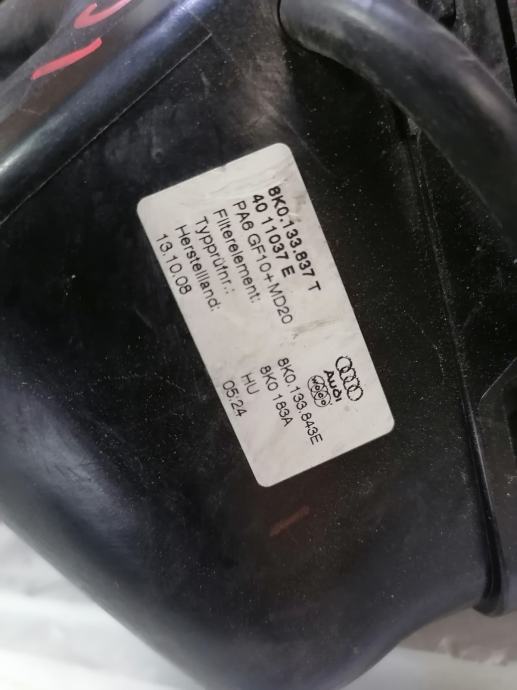 8K0.133.837 T
40 11037 E
PA6 GF10+MD20
Audi
Filterelement: 8K0.133.843E
Typprüfnr.: 8K0 183A
Herstelland: HU
13.10.08 05:24